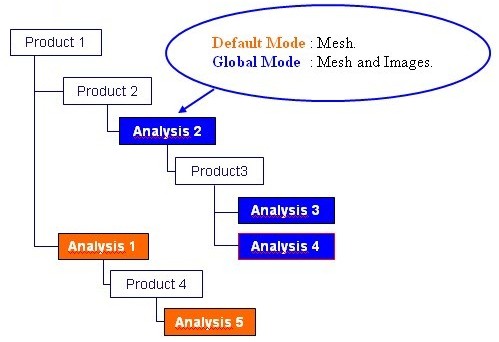 Product 1
Default Mode : Mesh.
Global Mode : Mesh and Images.
Product 2
Analysis 2
Product3
Analysis 3
Analysis 4
Analysis 1
Product 4
Analysis 5